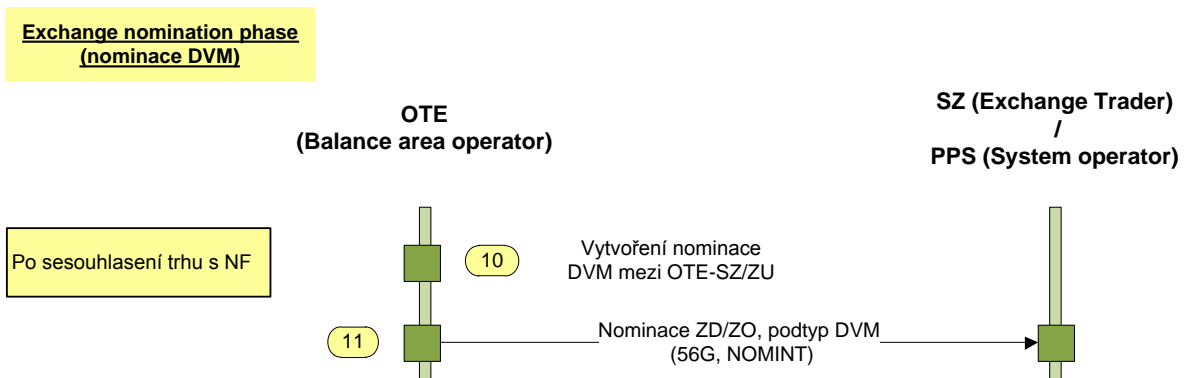 Exchange nomination phase
(nominace DVM)
OTE
(Balance area operator)
SZ (Exchange Trader)
/
PPS (System operator)
Po sesouhlasení trhu s NF
10
Vytvoření nominace
DVM mezi OTE-SZ/ZU
11
Nominace ZD/ZO, podtyp DVM
(56G, NOMINT)